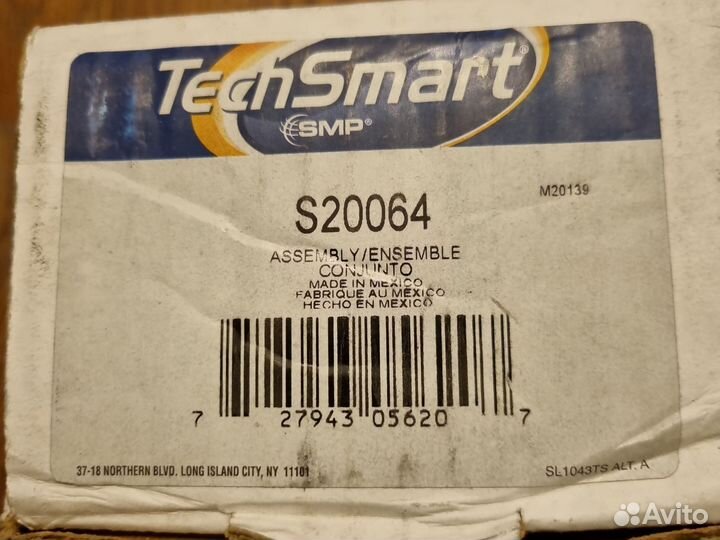 TechSmart®
SMP®
M20139
S20064
ASSEMBLY/ENSEMBLE
CONJUNTO
MADE IN MEXICO
FABRIQUE AU MEXICO
HECHO EN MEXICO
7 27943 05620 7
37-18 NORTHERN BLVD. LONG ISLAND CITY, NY 11101
SL1043TS ALT. A
Avito